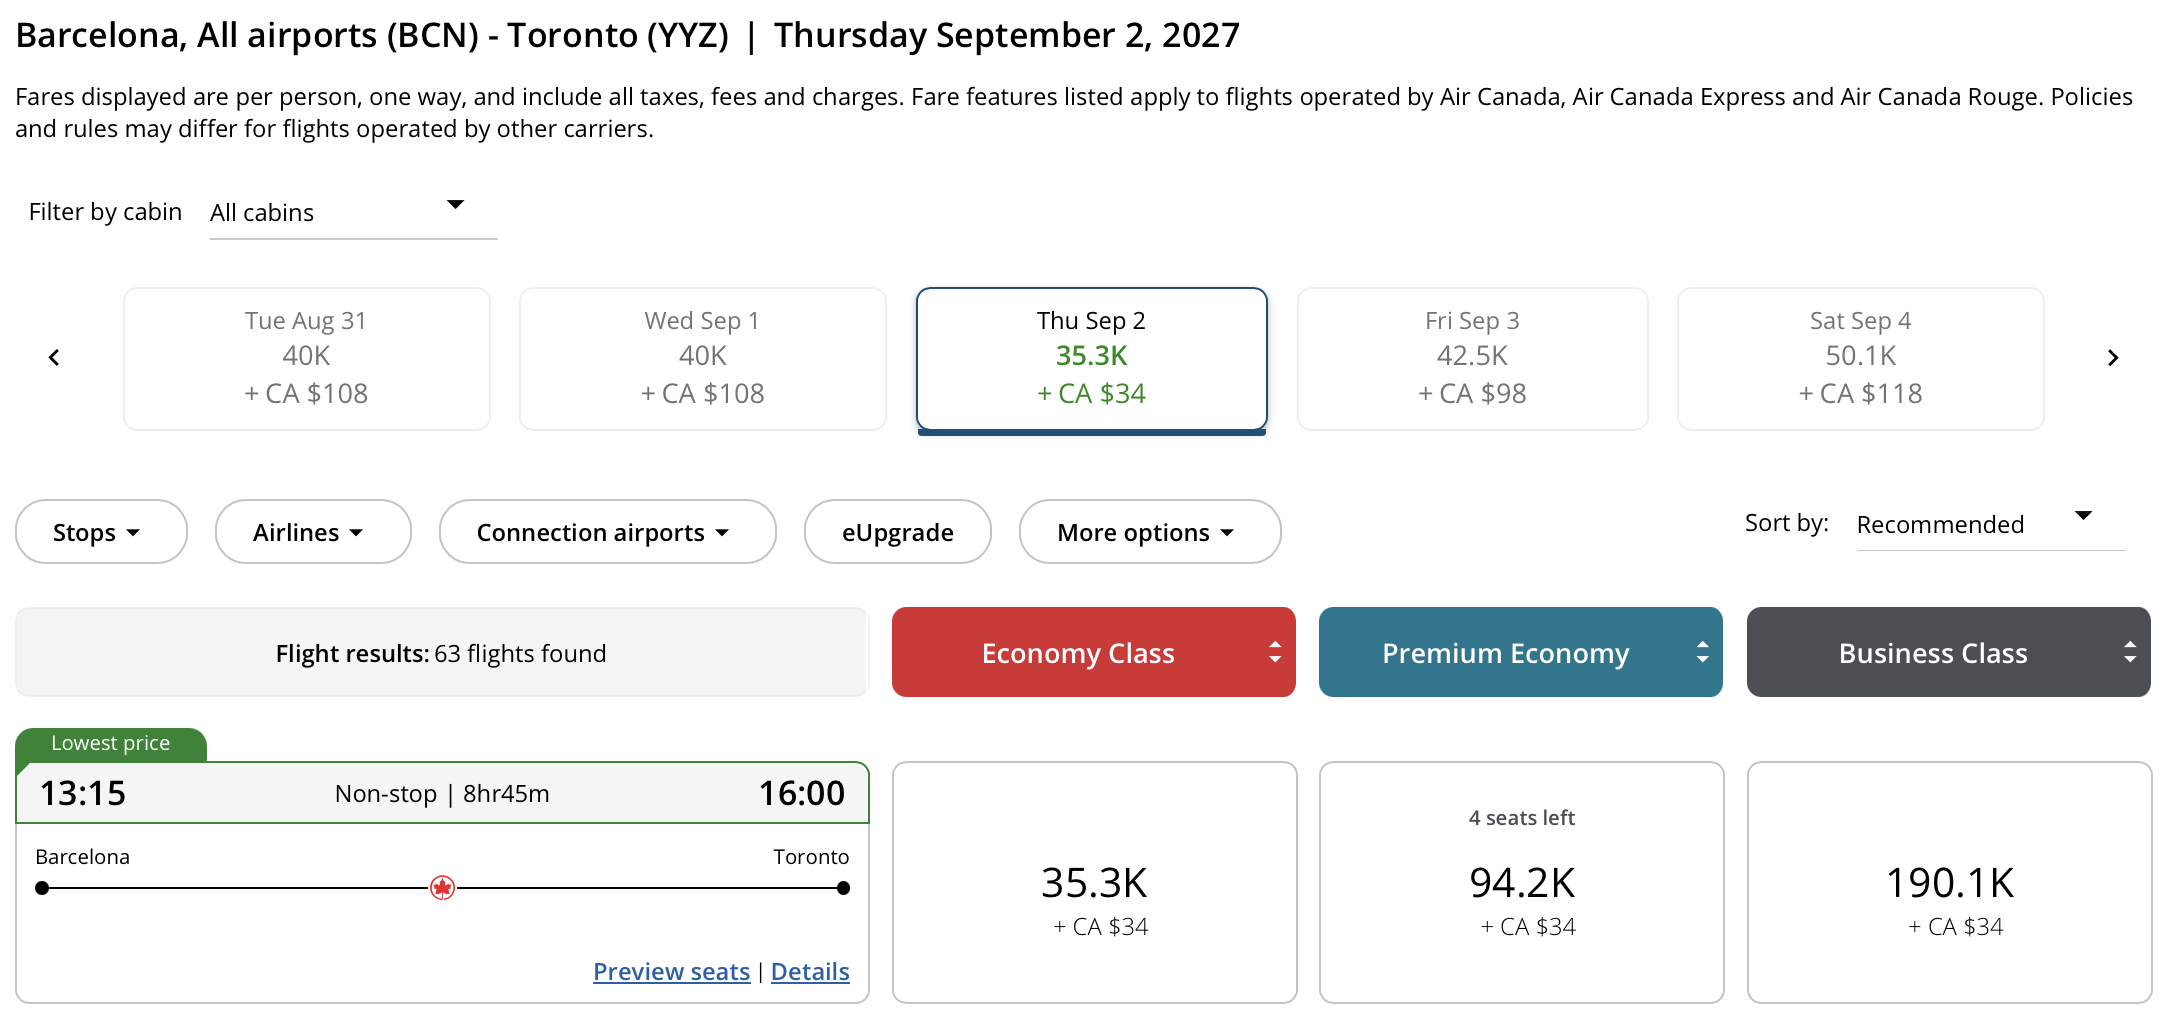 Barcelona, All airports (BCN) - Toronto (YYZ) | Thursday September 2, 2027
Fares displayed are per person, one way, and include all taxes, fees and charges. Fare features listed apply to flights operated by Air Canada, Air Canada Express and Air Canada Rouge. Policies
and rules may differ for flights operated by other carriers.
Filter by cabin All cabins
Tue Aug 31
40K
+ CA $108
Wed Sep 1
40K
+ CA $108
Thu Sep 2
35.3K
+ CA $34
Fri Sep 3
42.5K
+ CA $98
Sat Sep 4
50.1K
+ CA $118
Stops Airlines Connection airports eUpgrade More options Sort by: Recommended
Flight results: 63 flights found Economy Class Premium Economy Business Class
Lowest price
13:15 Non-stop | 8hr45m 16:00
Barcelona Toronto
Preview seats | Details
35.3K
+ CA $34
4 seats left
94.2K
+ CA $34
190.1K
+ CA $34